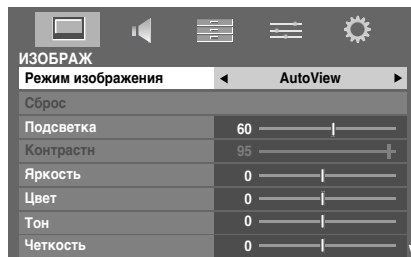 ИЗОБРАЖ
Режим изображения AutoView
Сброс
Подсветка 60
Контрастн 95
Яркость 0
Цвет 0
Тон 0
Четкость 0